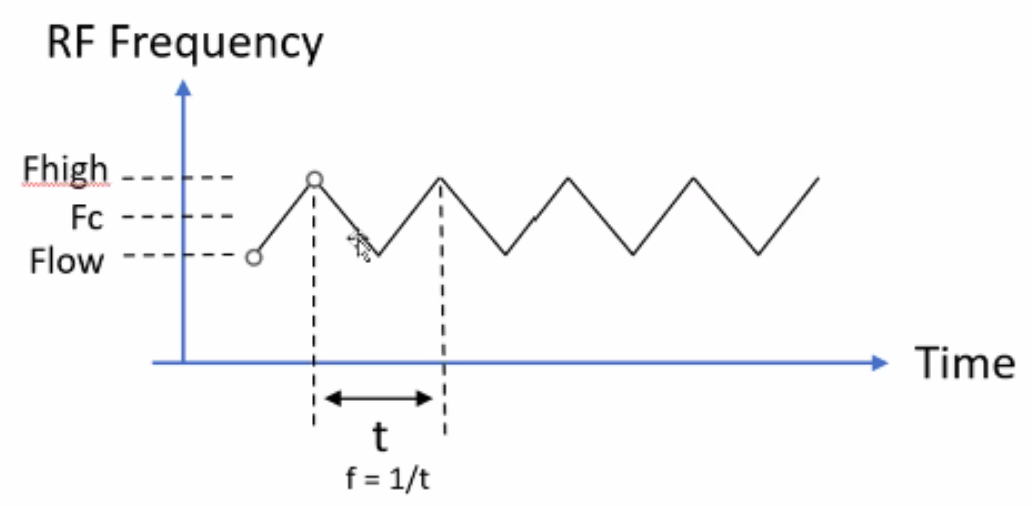 RF Frequency
Fhigh
Fc
Flow
Time
t
f = 1/t